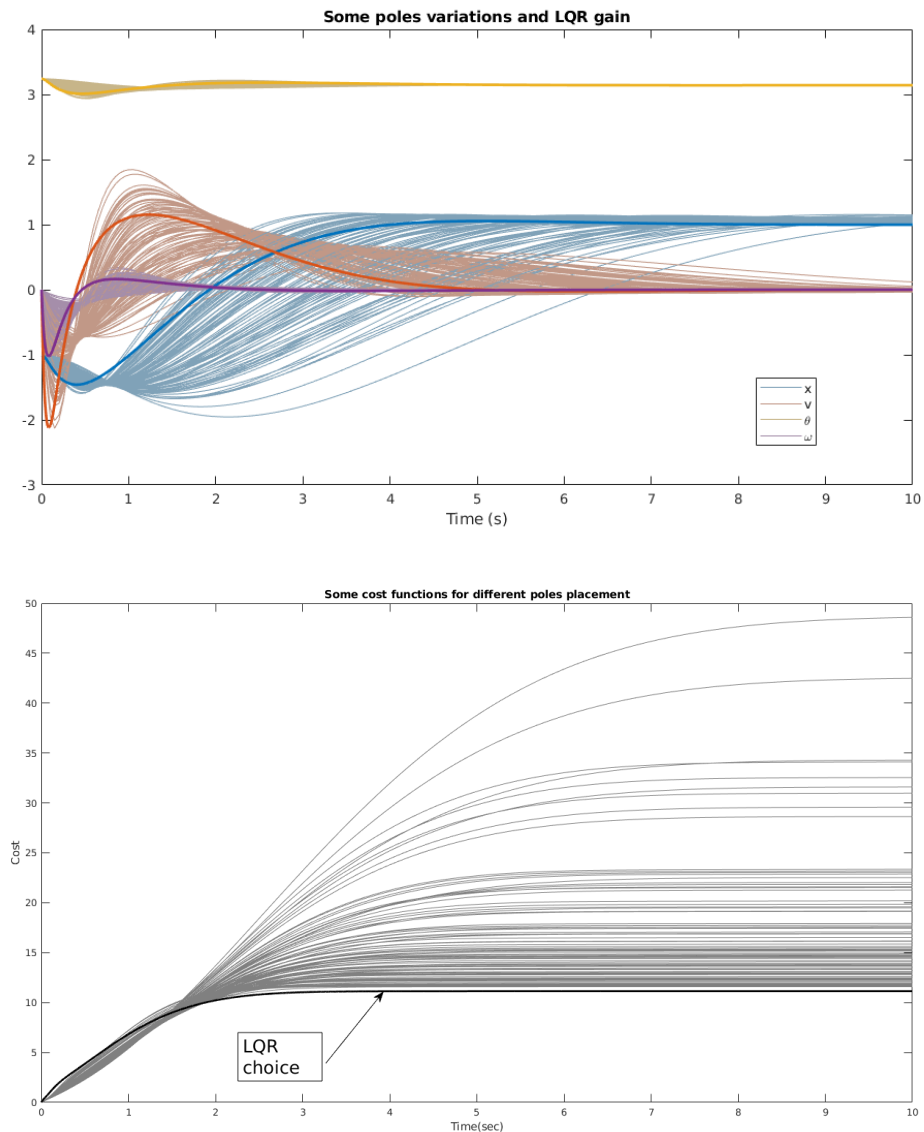 Some poles variations and LQR gain
4
3
2
1
0
-1
-2
-3
x
v
θ
ω
0 1 2 3 4 5 6 7 8 9 10
Time (s)
Some cost functions for different poles placement
50
45
40
35
30
25
20
15
10
5
0
Cost
LQR
choice
0 1 2 3 4 5 6 7 8 9 10
Time(sec)